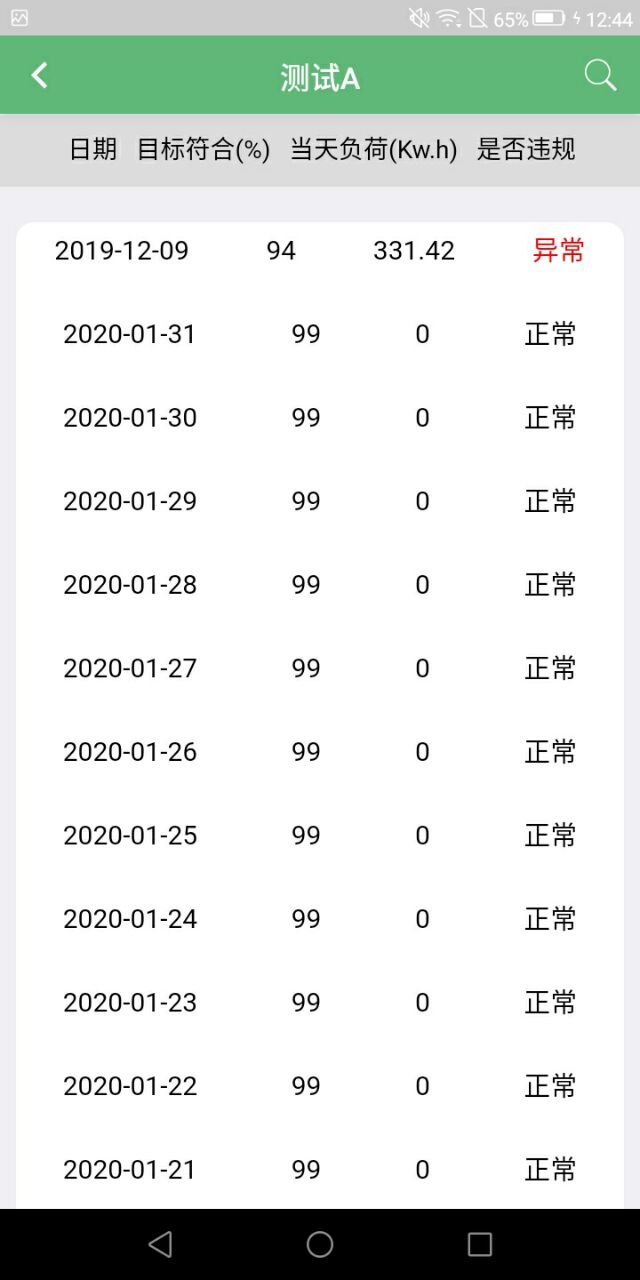 65% 12:44
测试A
日期 目标符合(%) 当天负荷(Kw.h) 是否违规
2019-12-09 94 331.42 异常
2020-01-31 99 0 正常
2020-01-30 99 0 正常
2020-01-29 99 0 正常
2020-01-28 99 0 正常
2020-01-27 99 0 正常
2020-01-26 99 0 正常
2020-01-25 99 0 正常
2020-01-24 99 0 正常
2020-01-23 99 0 正常
2020-01-22 99 0 正常
2020-01-21 99 0 正常